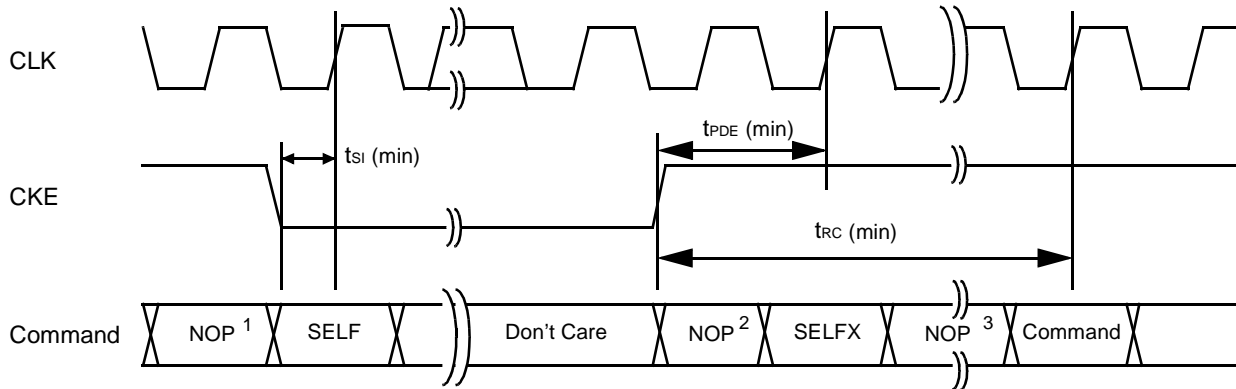 CLK
tPDE (min)
tSI (min)
CKE
tRC (min)
Command NOP 1 SELF Don't Care NOP 2 SELFX NOP 3 Command